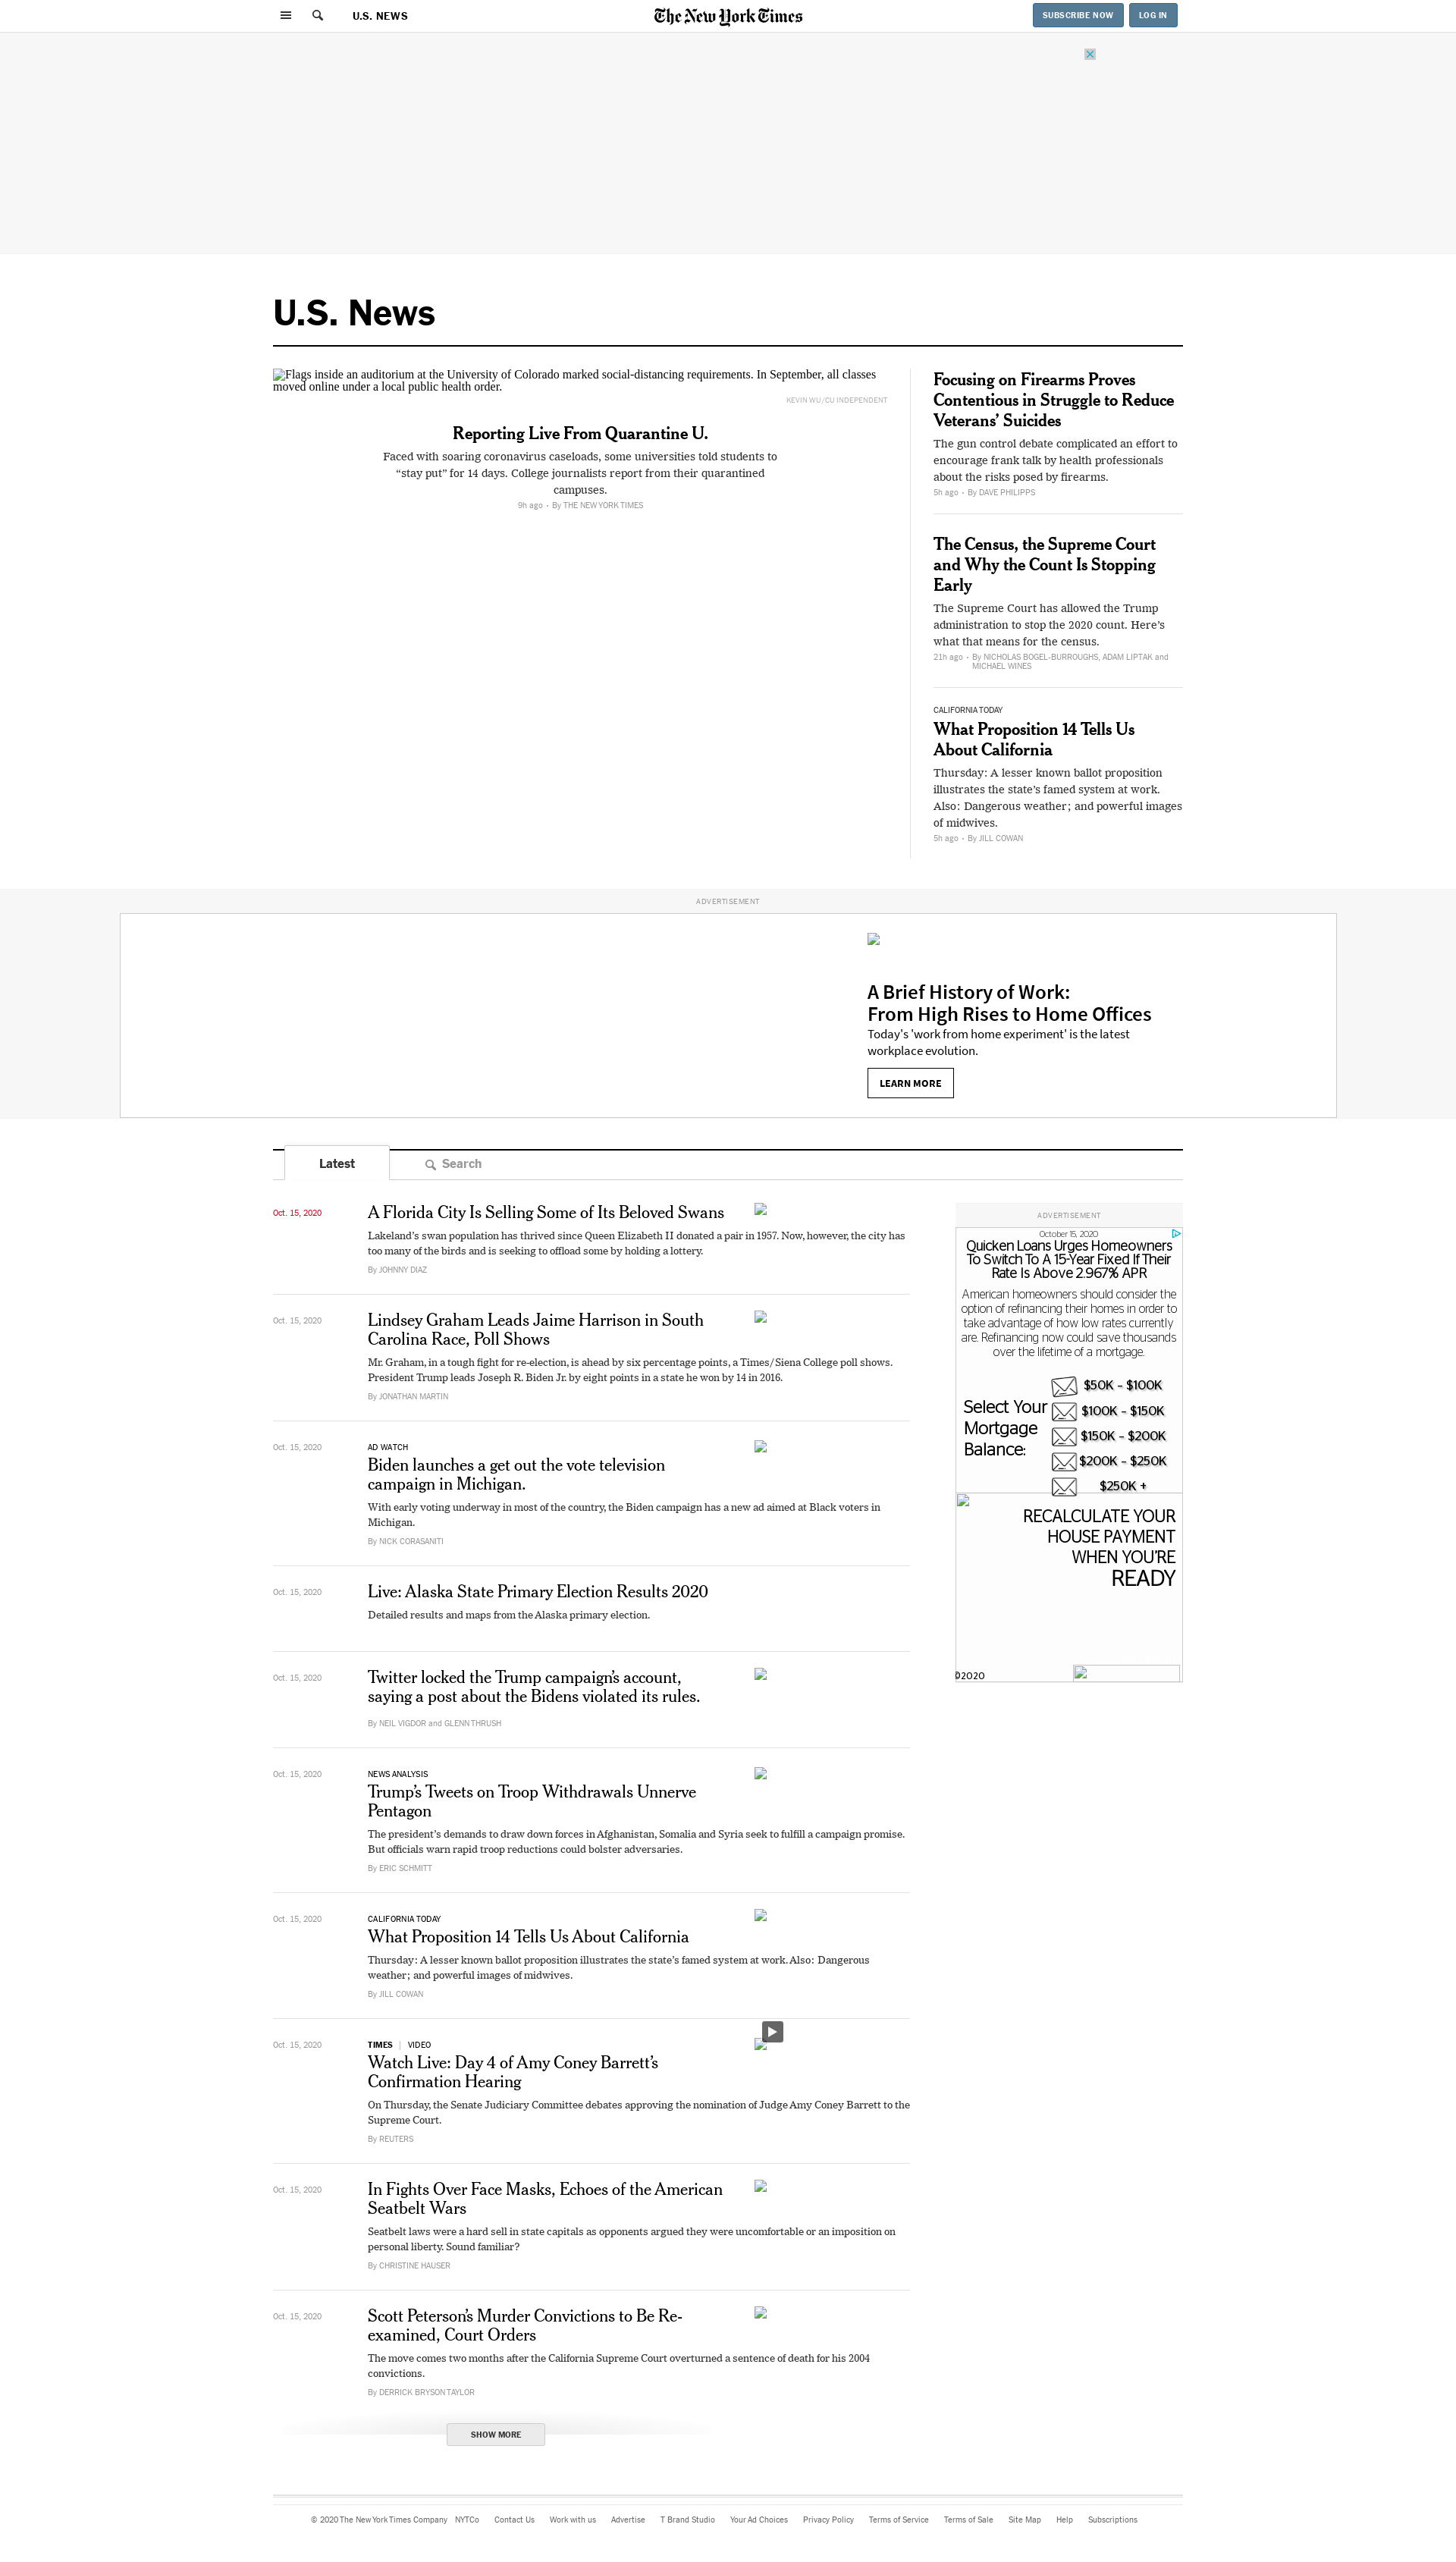 U.S. NEWS
The New York Times
SUBSCRIBE NOW
LOG IN
U.S. News
Flags inside an auditorium at the University of Colorado marked social-distancing requirements. In September, all classes
moved online under a local public health order.
KEVIN WU/CU INDEPENDENT
Reporting Live From Quarantine U.
Faced with soaring coronavirus caseloads, some universities told students to
“stay put” for 14 days. College journalists report from their quarantined
campuses.
9h ago • By THE NEW YORK TIMES
Focusing on Firearms Proves
Contentious in Struggle to Reduce
Veterans’ Suicides
The gun control debate complicated an effort to
encourage frank talk by health professionals
about the risks posed by firearms.
5h ago • By DAVE PHILIPPS
The Census, the Supreme Court
and Why the Count Is Stopping
Early
The Supreme Court has allowed the Trump
administration to stop the 2020 count. Here’s
what that means for the census.
21h ago • By NICHOLAS BOGEL-BURROUGHS, ADAM LIPTAK and
MICHAEL WINES
CALIFORNIA TODAY
What Proposition 14 Tells Us
About California
Thursday: A lesser known ballot proposition
illustrates the state’s famed system at work.
Also: Dangerous weather; and powerful images
of midwives.
5h ago • By JILL COWAN
ADVERTISEMENT
A Brief History of Work:
From High Rises to Home Offices
Today's 'work from home experiment' is the latest
workplace evolution.
LEARN MORE
Latest
Search
Oct. 15, 2020
A Florida City Is Selling Some of Its Beloved Swans
Lakeland’s swan population has thrived since Queen Elizabeth II donated a pair in 1957. Now, however, the city has
too many of the birds and is seeking to offload some by holding a lottery.
By JOHNNY DIAZ
Oct. 15, 2020
Lindsey Graham Leads Jaime Harrison in South
Carolina Race, Poll Shows
Mr. Graham, in a tough fight for re-election, is ahead by six percentage points, a Times/Siena College poll shows.
President Trump leads Joseph R. Biden Jr. by eight points in a state he won by 14 in 2016.
By JONATHAN MARTIN
Oct. 15, 2020
AD WATCH
Biden launches a get out the vote television
campaign in Michigan.
With early voting underway in most of the country, the Biden campaign has a new ad aimed at Black voters in
Michigan.
By NICK CORASANITI
Oct. 15, 2020
Live: Alaska State Primary Election Results 2020
Detailed results and maps from the Alaska primary election.
Oct. 15, 2020
Twitter locked the Trump campaign’s account,
saying a post about the Bidens violated its rules.
By NEIL VIGDOR and GLENN THRUSH
Oct. 15, 2020
NEWS ANALYSIS
Trump’s Tweets on Troop Withdrawals Unnerve
Pentagon
The president’s demands to draw down forces in Afghanistan, Somalia and Syria seek to fulfill a campaign promise.
But officials warn rapid troop reductions could bolster adversaries.
By ERIC SCHMITT
Oct. 15, 2020
CALIFORNIA TODAY
What Proposition 14 Tells Us About California
Thursday: A lesser known ballot proposition illustrates the state’s famed system at work. Also: Dangerous
weather; and powerful images of midwives.
By JILL COWAN
Oct. 15, 2020
TIMES | VIDEO
Watch Live: Day 4 of Amy Coney Barrett’s
Confirmation Hearing
On Thursday, the Senate Judiciary Committee debates approving the nomination of Judge Amy Coney Barrett to the
Supreme Court.
By REUTERS
Oct. 15, 2020
In Fights Over Face Masks, Echoes of the American
Seatbelt Wars
Seatbelt laws were a hard sell in state capitals as opponents argued they were uncomfortable or an imposition on
personal liberty. Sound familiar?
By CHRISTINE HAUSER
Oct. 15, 2020
Scott Peterson’s Murder Convictions to Be Re-
examined, Court Orders
The move comes two months after the California Supreme Court overturned a sentence of death for his 2004
convictions.
By DERRICK BRYSON TAYLOR
SHOW MORE
ADVERTISEMENT
October 15, 2020
Quicken Loans Urges Homeowners
To Switch To A 15-Year Fixed If Their
Rate Is Above 2.967% APR
American homeowners should consider the
option of refinancing their homes in order to
take advantage of how low rates currently
are. Refinancing now could save thousands
over the lifetime of a mortgage.
Select Your
Mortgage
Balance:
$50K - $100K
$100K - $150K
$150K - $200K
$200K - $250K
$250K +
RECALCULATE YOUR
HOUSE PAYMENT
WHEN YOU'RE
READY
©2020
© 2020 The New York Times Company NYTCo Contact Us Work with us Advertise T Brand Studio Your Ad Choices Privacy Policy Terms of Service Terms of Sale Site Map Help Subscriptions